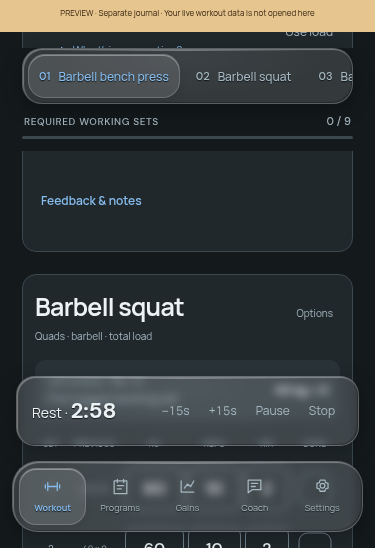 PREVIEW · Separate journal · Your live workout data is not opened here
Use load
01 Barbell bench press 02 Barbell squat 03 Ba
REQUIRED WORKING SETS 0 / 9
Feedback & notes
Barbell squat
Options
Quads · barbell · total load
Rest · 2:58 −15s +15s Pause Stop
Workout Programs Gains Coach Settings
60 10 2